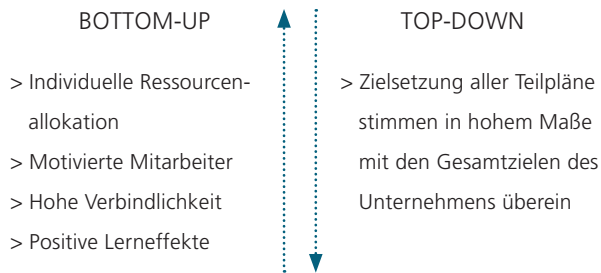 BOTTOM-UP
> Individuelle Ressourcen-
allokation
> Motivierte Mitarbeiter
> Hohe Verbindlichkeit
> Positive Lerneffekte
TOP-DOWN
> Zielsetzung aller Teilpläne
stimmen in hohem Maße
mit den Gesamtzielen des
Unternehmens überein